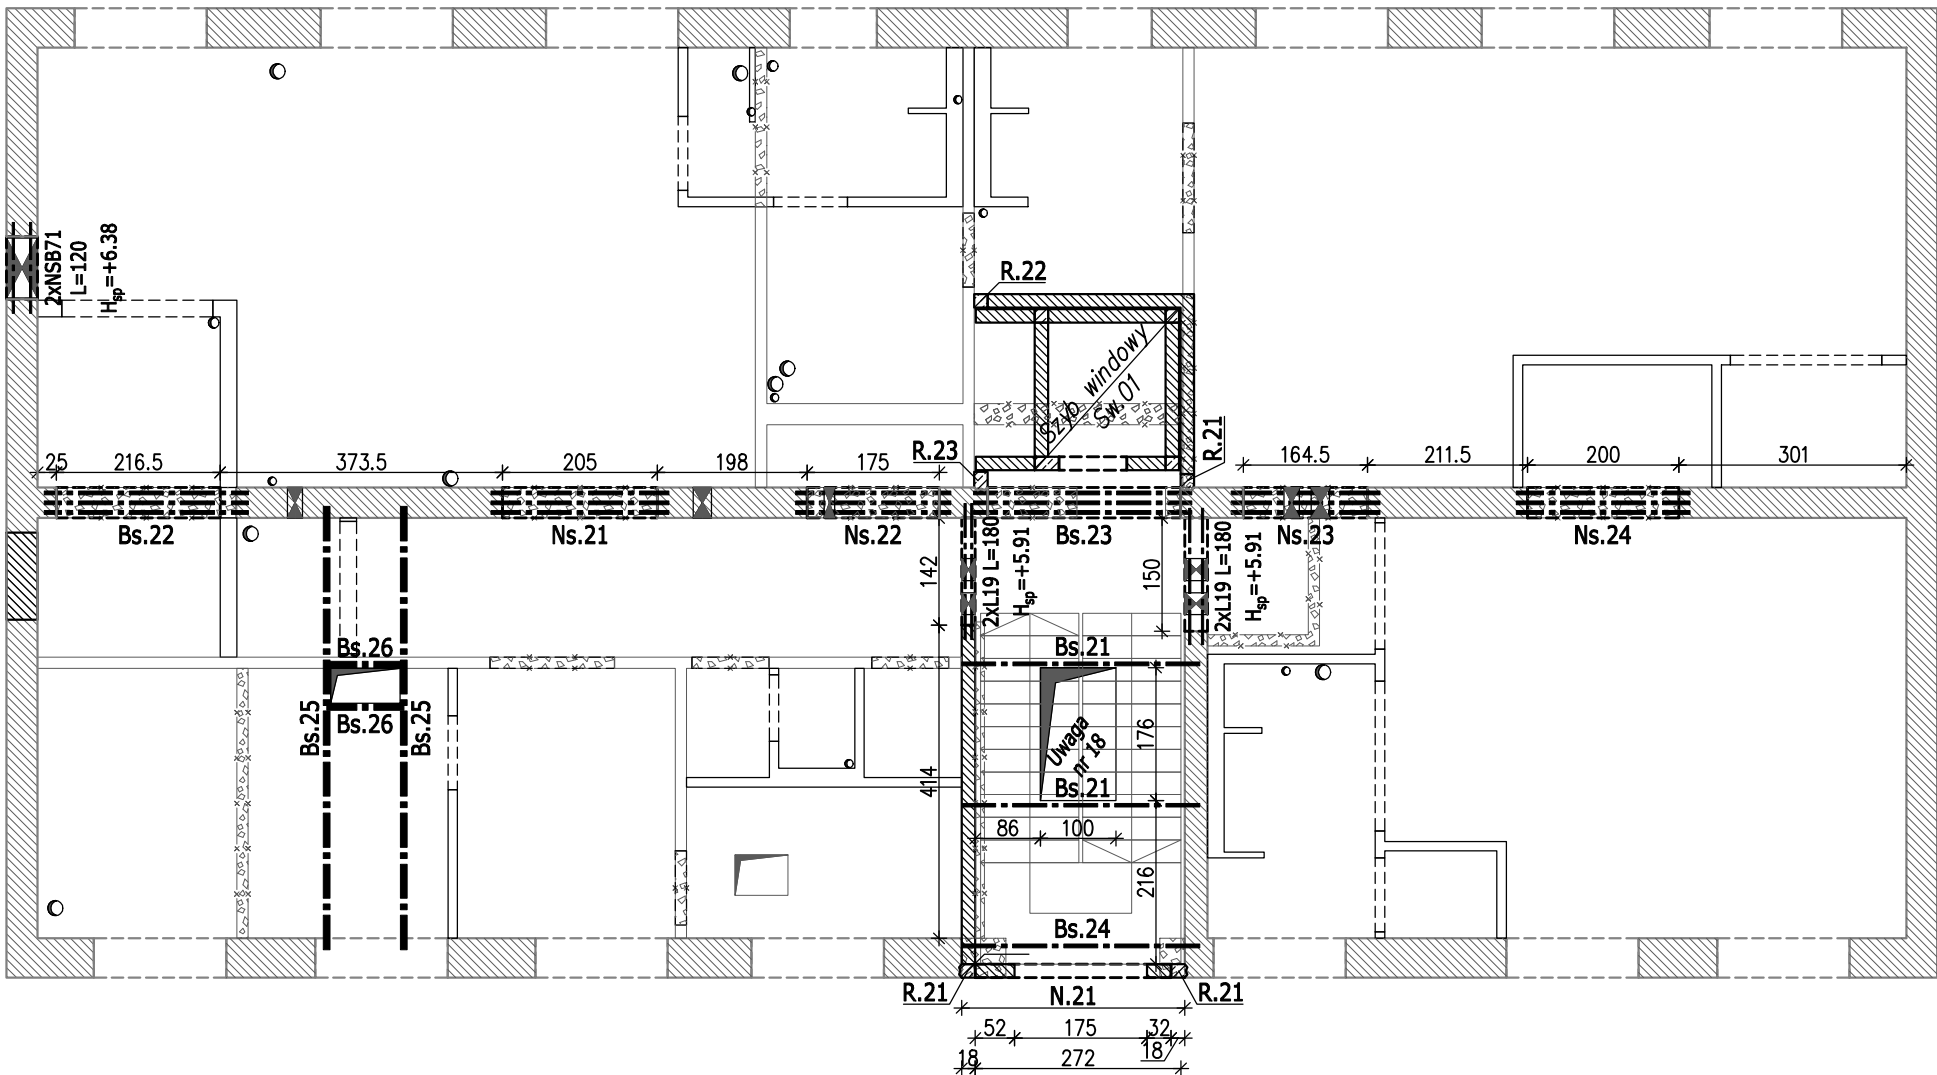 2xNSB71
L=120
Hsp=+6.38
R.22
Szyb windowy
Sw.01
R.23
R.21
25
216.5
373.5
205
198
175
164.5
211.5
200
301
Bs.22
Ns.21
Ns.22
Bs.23
Ns.23
Ns.24
142
2xL19 L=180
Hsp=+5.91
150
2xL19 L=180
Hsp=+5.91
Bs.26
Bs.21
Bs.25
Bs.26
Bs.25
Uwaga
nr 18
176
414
Bs.21
86
100
216
Bs.24
R.21
N.21
R.21
52
175
32
18
18
272